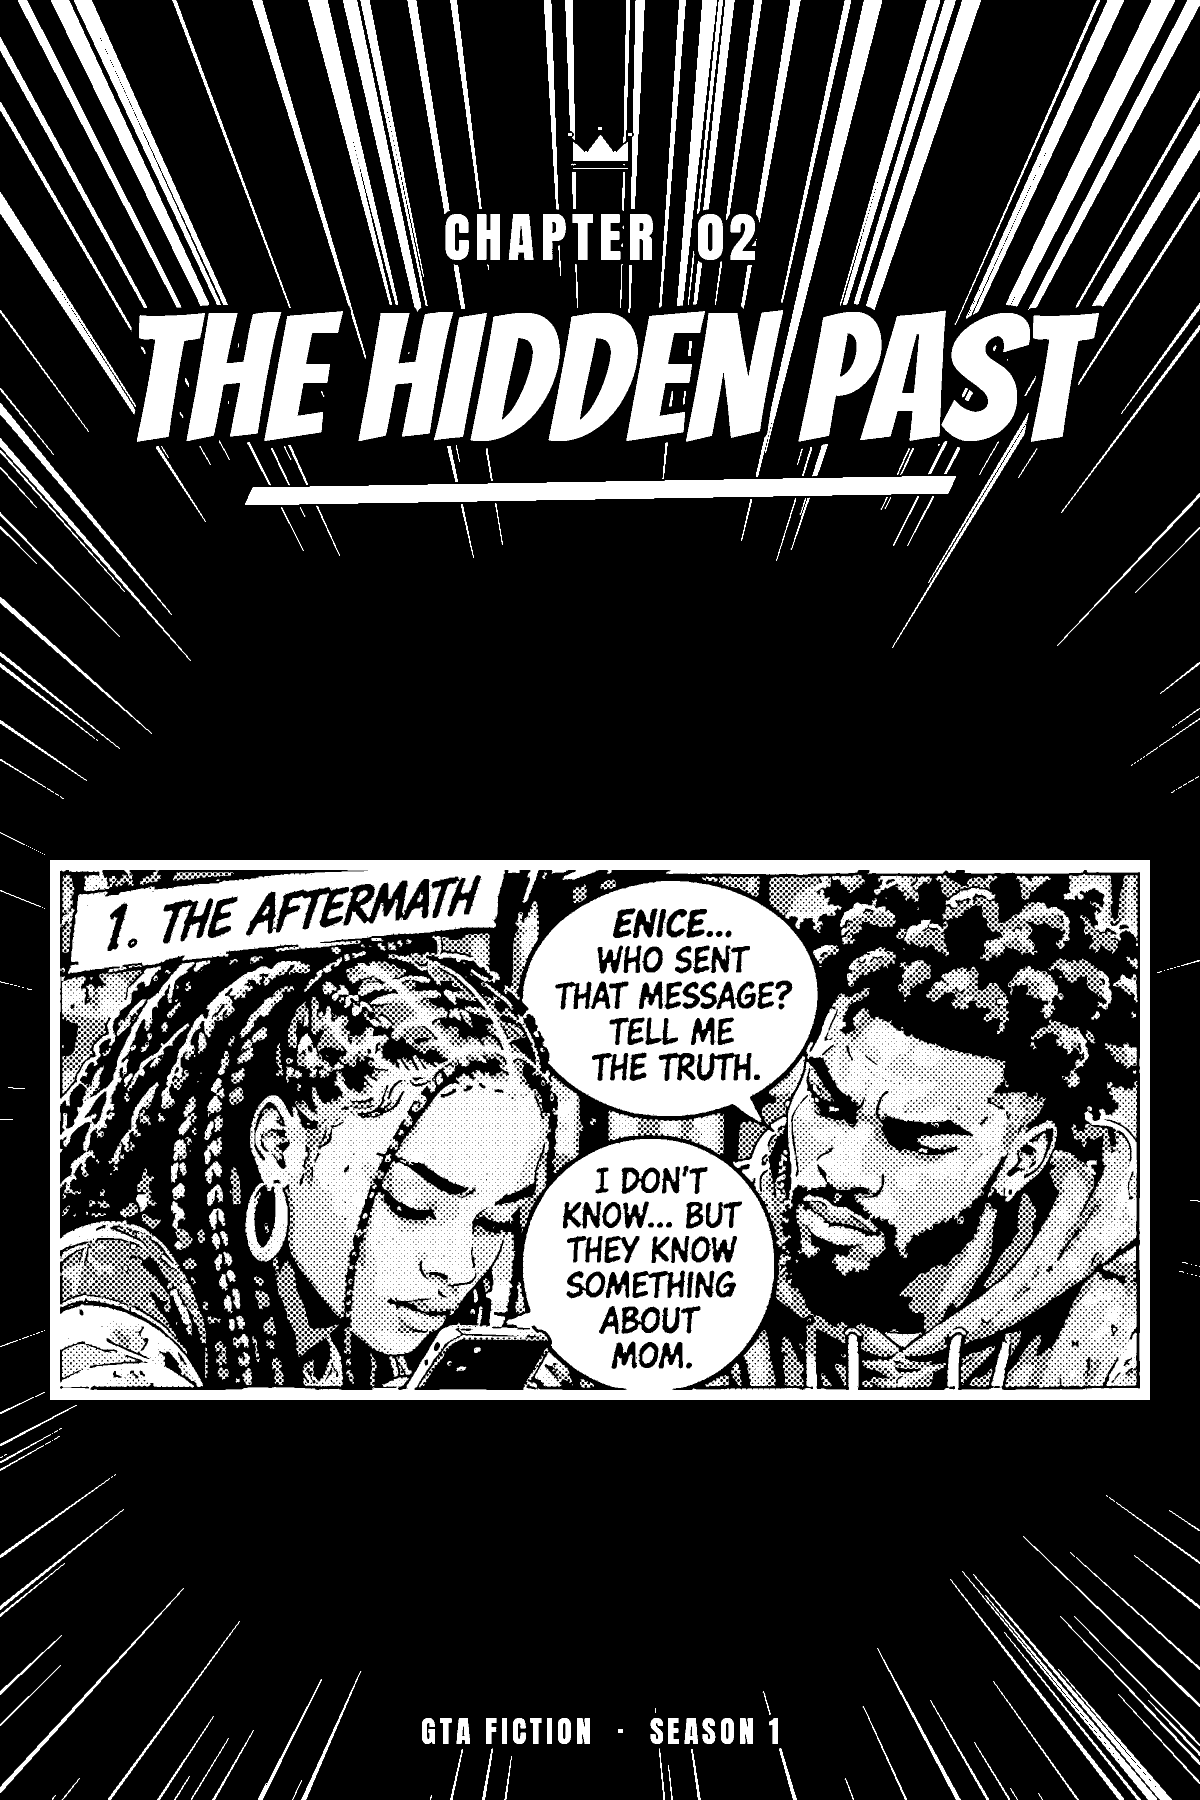 CHAPTER 02
THE HIDDEN PAST
1. THE AFTERMATH
ENICE...
WHO SENT
THAT MESSAGE?
TELL ME
THE TRUTH.
I DON'T
KNOW... BUT
THEY KNOW
SOMETHING
ABOUT
MOM.
GTA FICTION · SEASON 1